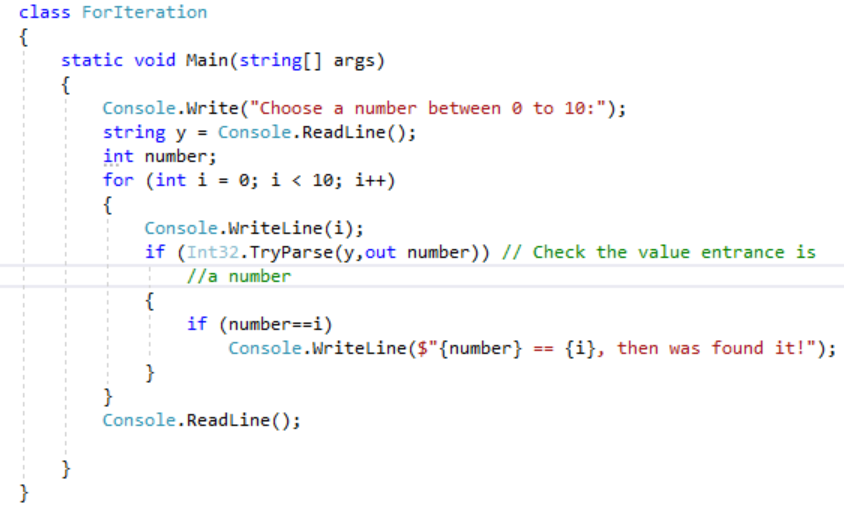 class ForIteration
{
    static void Main(string[] args)
    {
        Console.Write("Choose a number between 0 to 10:");
        string y = Console.ReadLine();
        int number;
        for (int i = 0; i < 10; i++)
        {
            Console.WriteLine(i);
            if (Int32.TryParse(y,out number)) // Check the value entrance is
                //a number
            {
                if (number==i)
                    Console.WriteLine($"{number} == {i}, then was found it!");
            }
        }
        Console.ReadLine();

    }
}